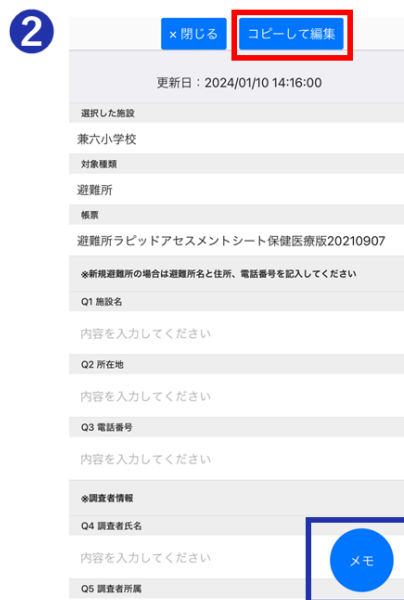 2
×閉じる
コピーして編集
更新日：2024/01/10 14:16:00
選択した施設
兼六小学校
対象種類
避難所
帳票
避難所ラピッドアセスメントシート保健医療版20210907
※新規避難所の場合は避難所名と住所、電話番号を記入してください
Q1 施設名
内容を入力してください
Q2 所在地
内容を入力してください
Q3 電話番号
内容を入力してください
※調査者情報
Q4 調査者氏名
内容を入力してください
メモ
Q5 調査者所属